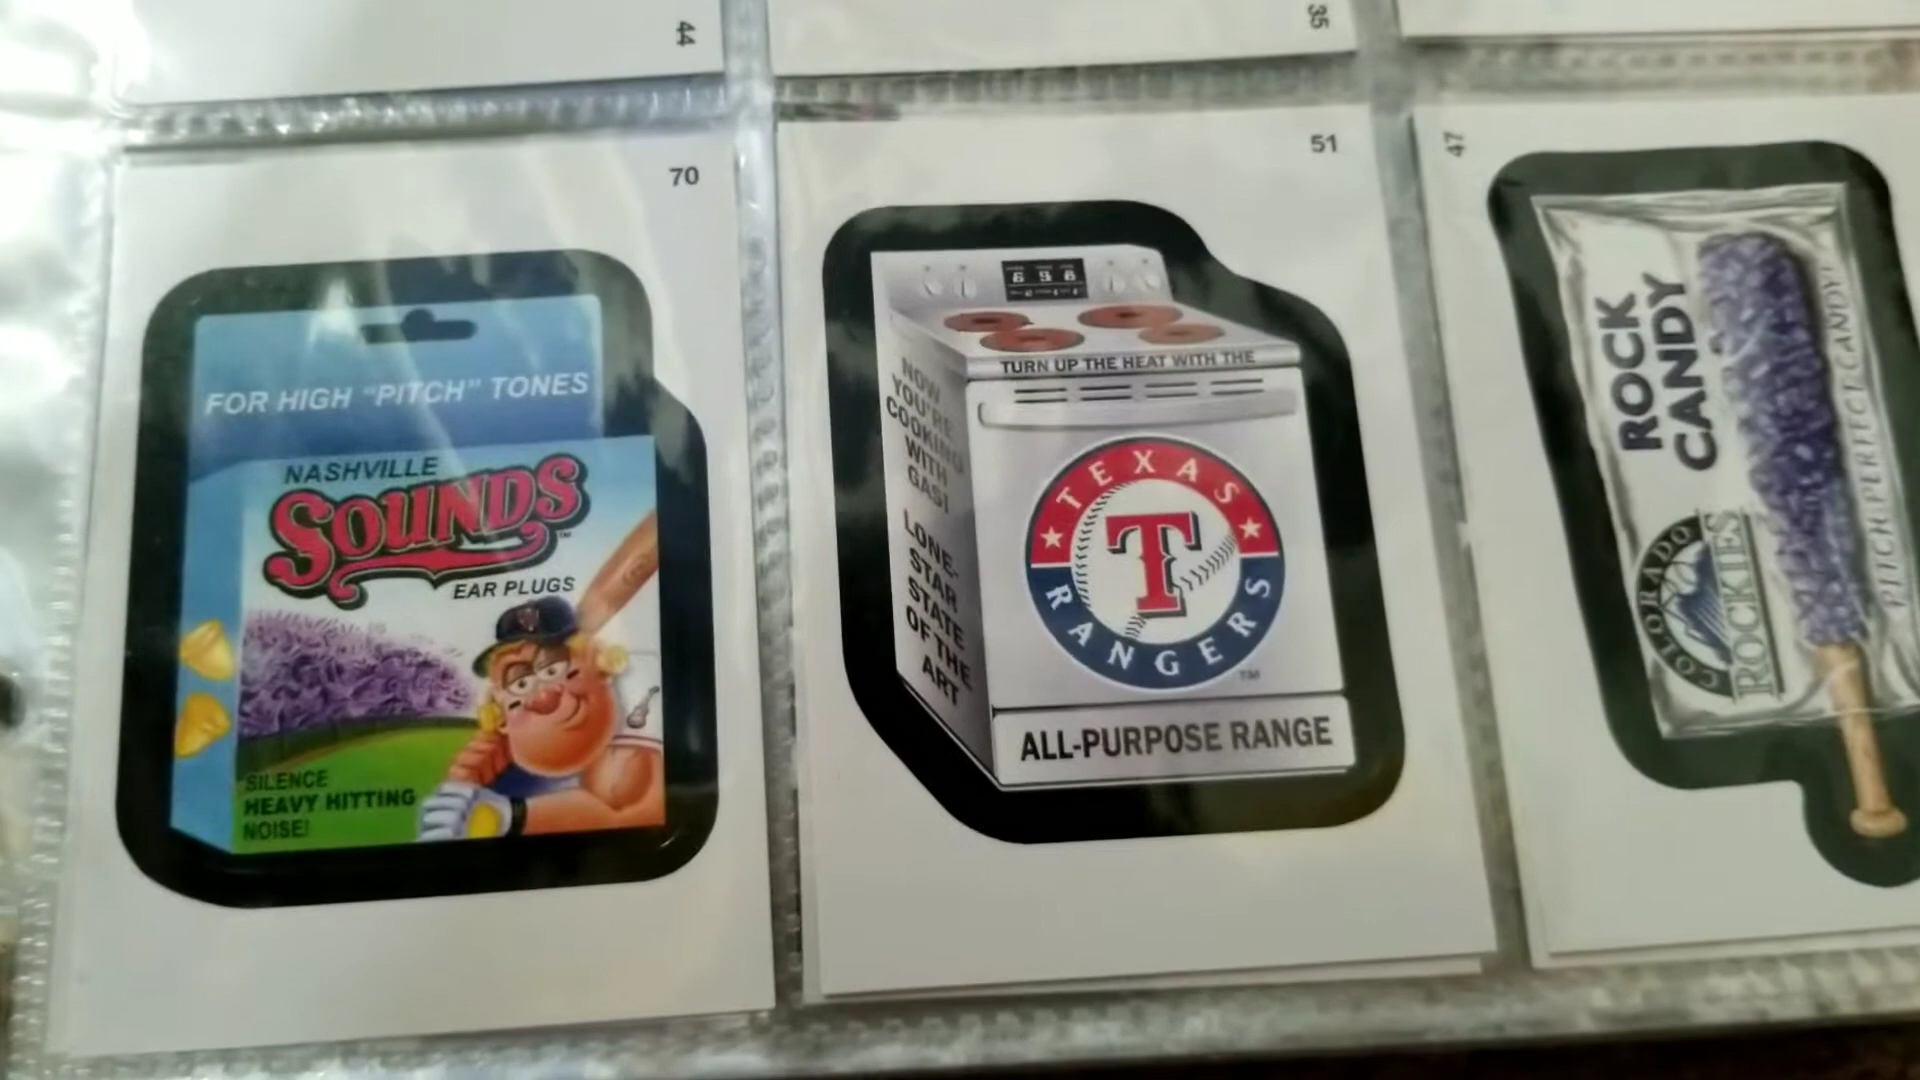 44
35
70
FOR HIGH "PITCH" TONES
NASHVILLE
SOUNDS
TM
EAR PLUGS
SILENCE
HEAVY HITTING
NOISE!
51
TURN UP THE HEAT WITH THE
NOW
YOU'RE
COOKING
WITH
GAS!
LONE-
STAR
STATE
OF THE
ART
TEXAS
T
RANGERS
TM
ALL-PURPOSE RANGE
47
ROCK
CANDY
COLORADO
ROCKIES
PITCH PERFECT CANDY!